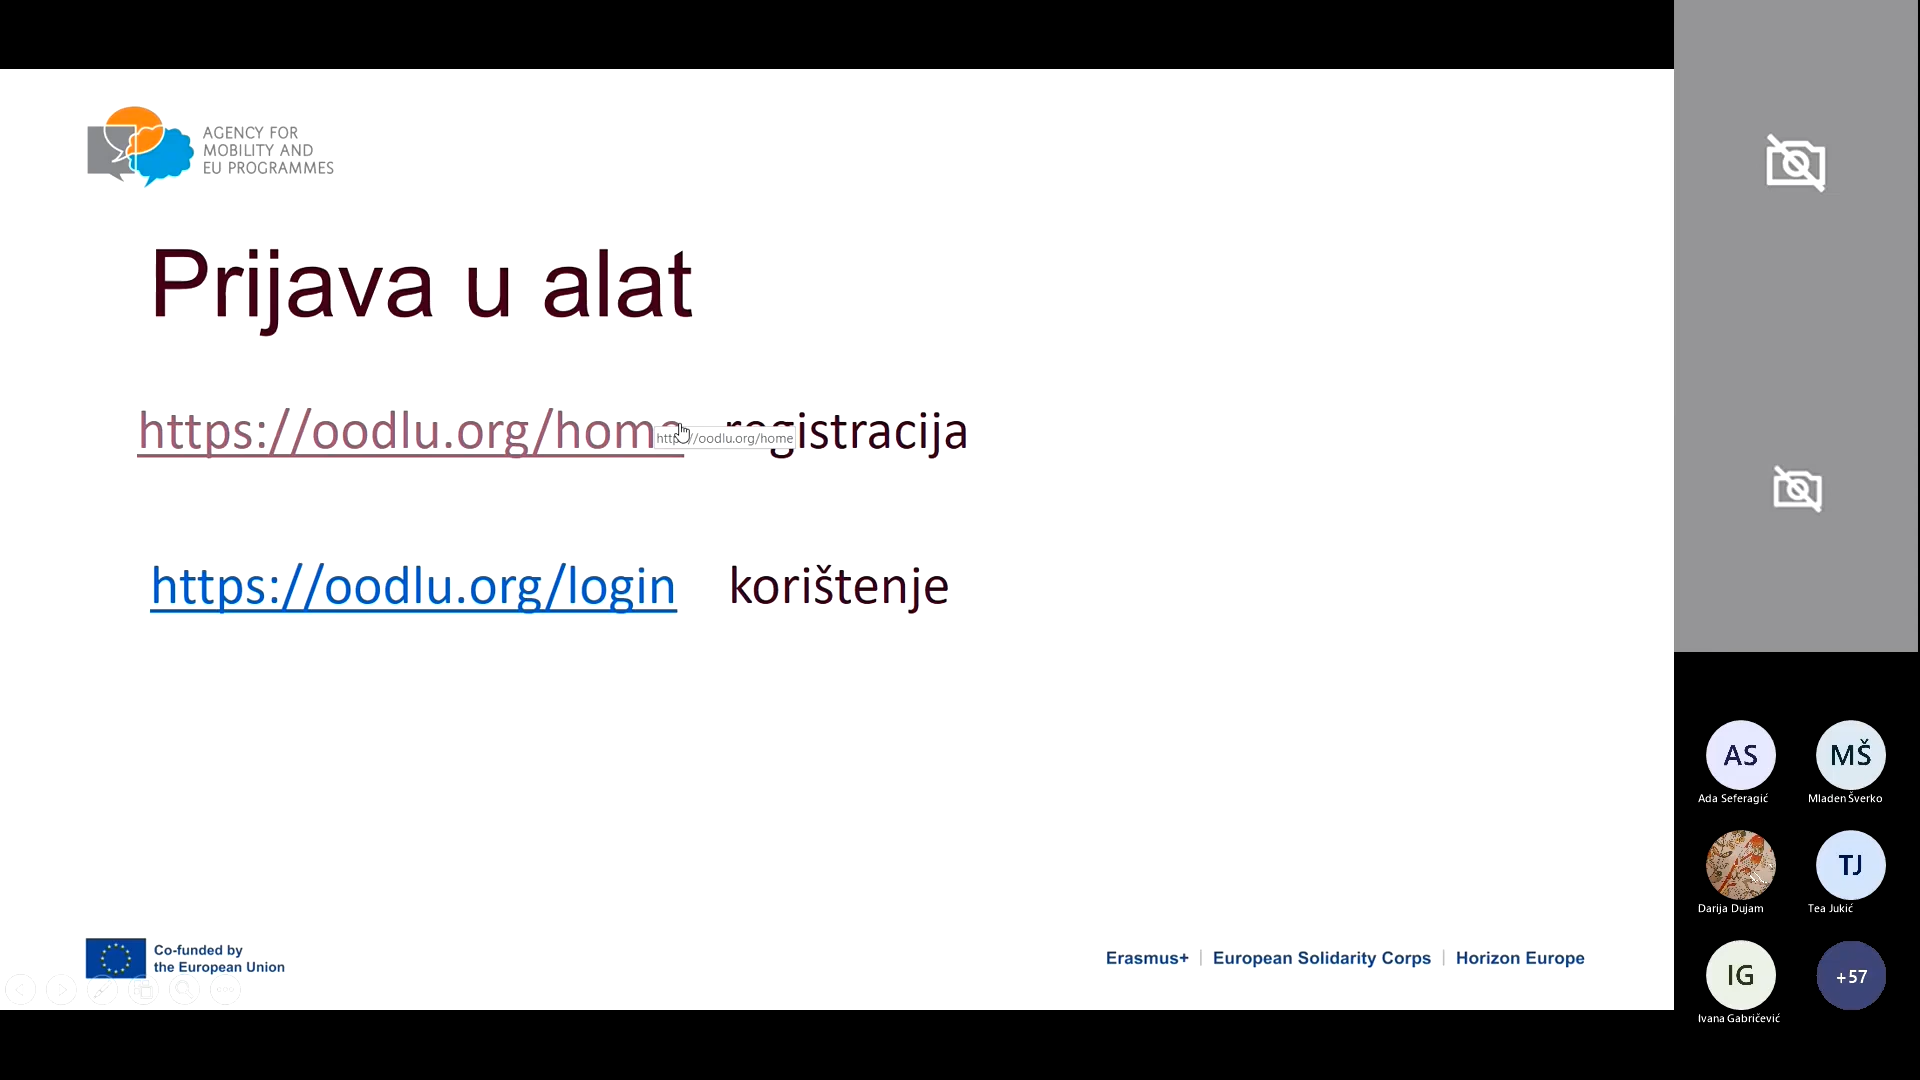 AGENCY FOR
MOBILITY AND
EU PROGRAMMES
Prijava u alat
https://oodlu.org/home registracija
https://oodlu.org/home
https://oodlu.org/login korištenje
Co-funded by
the European Union
Erasmus+ | European Solidarity Corps | Horizon Europe
AS
MŠ
Ada Seferagić
Mladen Šverko
TJ
Darija Dujam
Tea Jukić
IG
+57
Ivana Gabričević